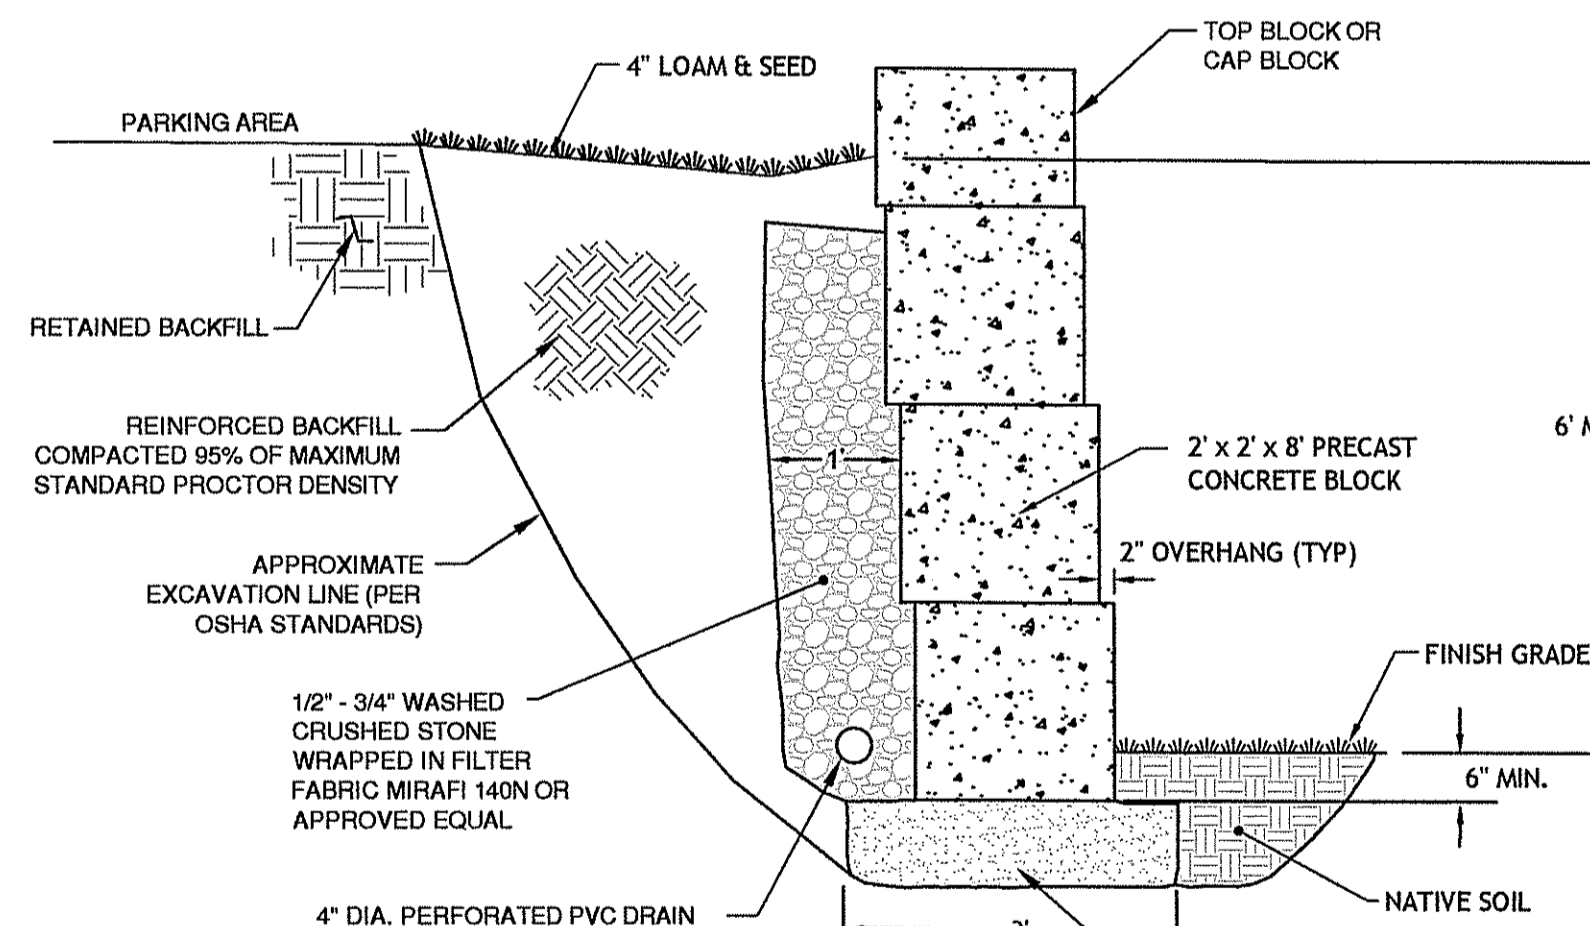 TOP BLOCK OR
CAP BLOCK
4" LOAM & SEED
PARKING AREA
RETAINED BACKFILL
REINFORCED BACKFILL
COMPACTED 95% OF MAXIMUM
STANDARD PROCTOR DENSITY
6' M
1'
2' x 2' x 8' PRECAST
CONCRETE BLOCK
2" OVERHANG (TYP)
APPROXIMATE
EXCAVATION LINE (PER
OSHA STANDARDS)
FINISH GRADE
1/2" - 3/4" WASHED
CRUSHED STONE
WRAPPED IN FILTER
FABRIC MIRAFI 140N OR
APPROVED EQUAL
6" MIN.
NATIVE SOIL
4" DIA. PERFORATED PVC DRAIN